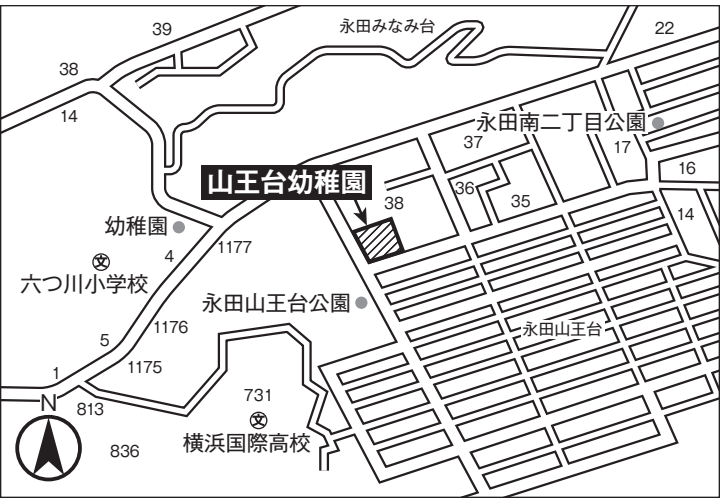 39
永田みなみ台
22
38
14
永田南二丁目公園
37
17
16
山王台幼稚園
36
35
38
14
幼稚園
4
1177
六つ川小学校
文
永田山王台公園
永田山王台
5
1176
1175
1
N
813
731
文
横浜国際高校
836